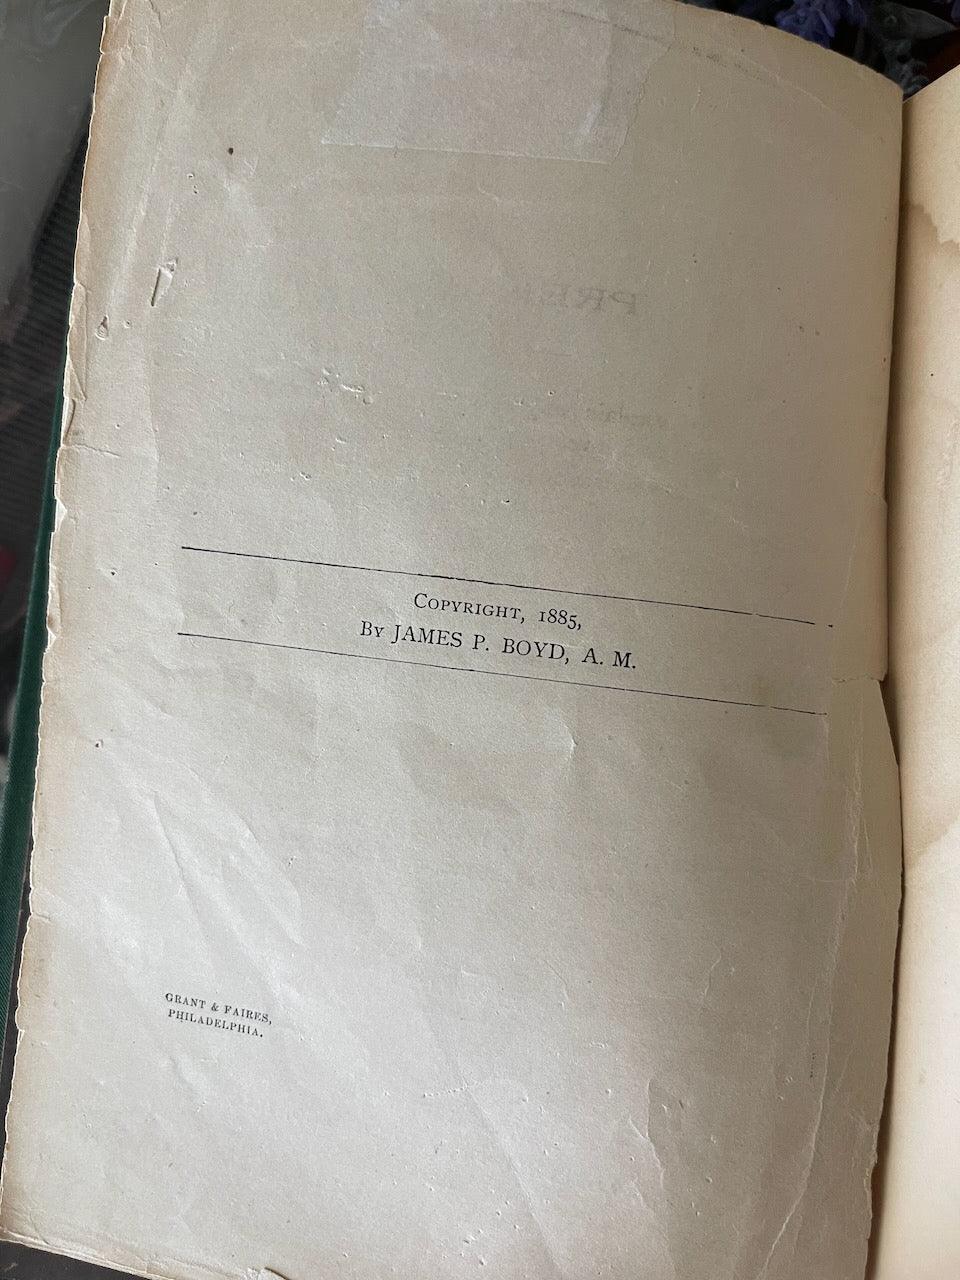 COPYRIGHT, 1885,
BY JAMES P. BOYD, A. M.
GRANT & FAIRES,
PHILADELPHIA.